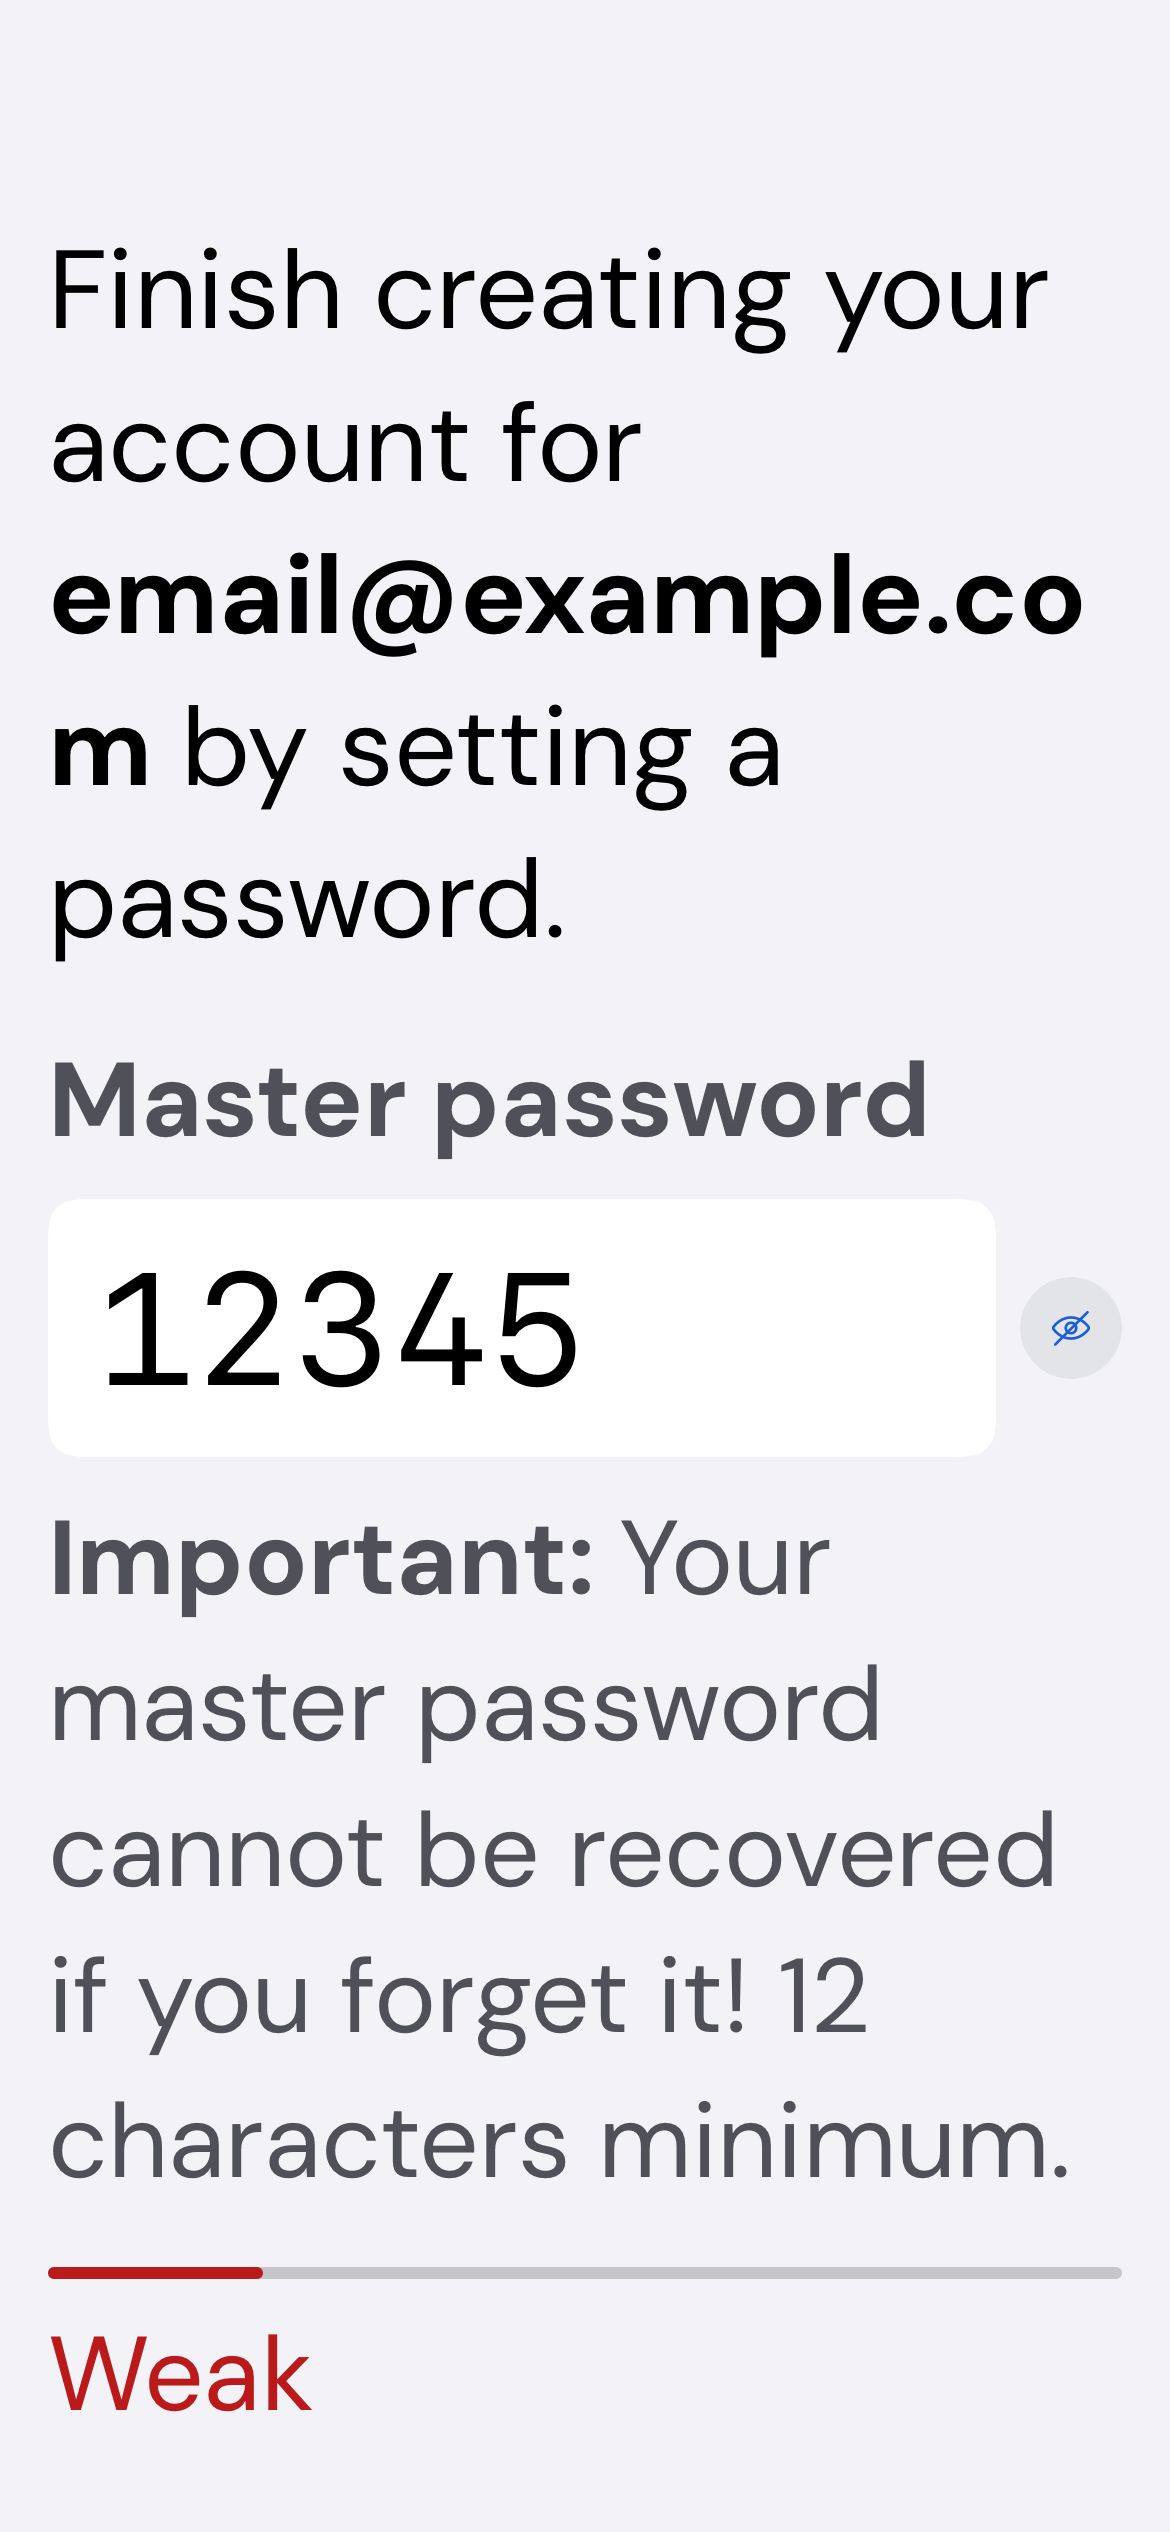 Finish creating your
account for
email@example.co
m by setting a
password.
Master password
12345
Important: Your
master password
cannot be recovered
if you forget it! 12
characters minimum.
Weak